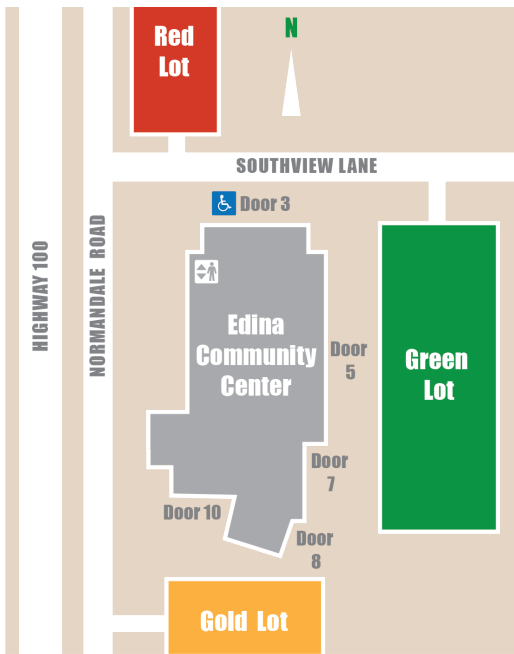 Red
Lot
N
SOUTHVIEW LANE
Door 3
HIGHWAY 100
NORMANDALE ROAD
Edina
Community
Center
Door
5
Green
Lot
Door
7
Door 10
Door
8
Gold Lot